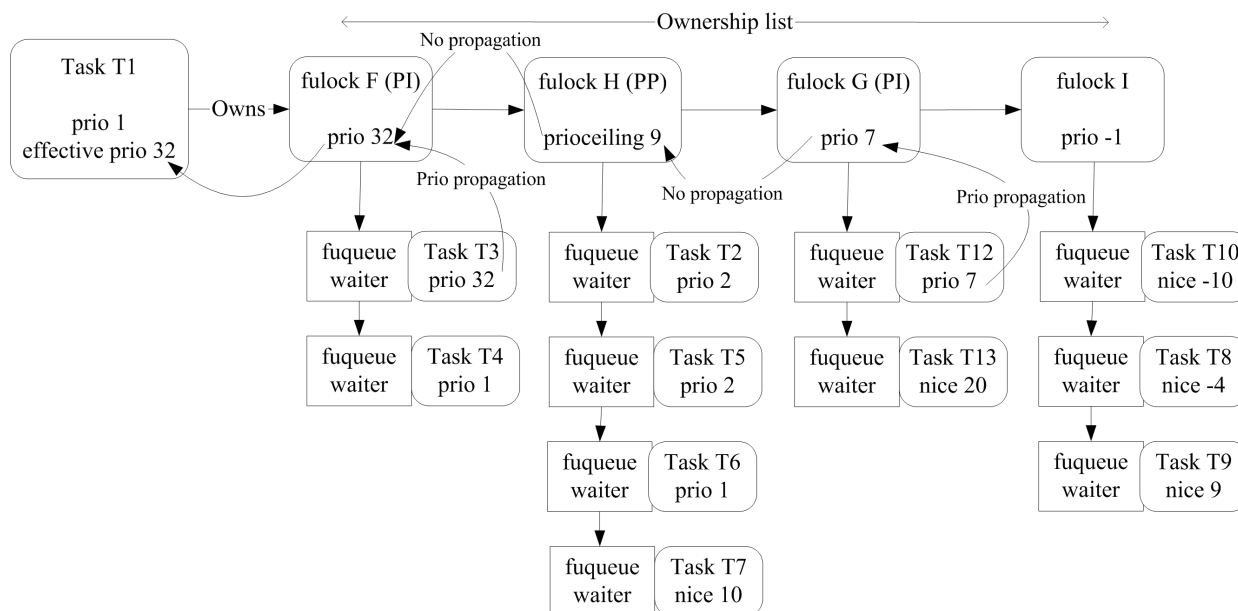 Ownership list
No propagation
Task T1
prio 1
effective prio 32
Owns
fulock F (PI)
prio 32
fulock H (PP)
prioceiling 9
fulock G (PI)
prio 7
fulock I
prio -1
Prio propagation
No propagation
Prio propagation
fuqueue
waiter
Task T3
prio 32
fuqueue
waiter
Task T2
prio 2
fuqueue
waiter
Task T12
prio 7
fuqueue
waiter
Task T10
nice -10
fuqueue
waiter
Task T4
prio 1
fuqueue
waiter
Task T5
prio 2
fuqueue
waiter
Task T13
nice 20
fuqueue
waiter
Task T8
nice -4
fuqueue
waiter
Task T6
prio 1
fuqueue
waiter
Task T9
nice 9
fuqueue
waiter
Task T7
nice 10